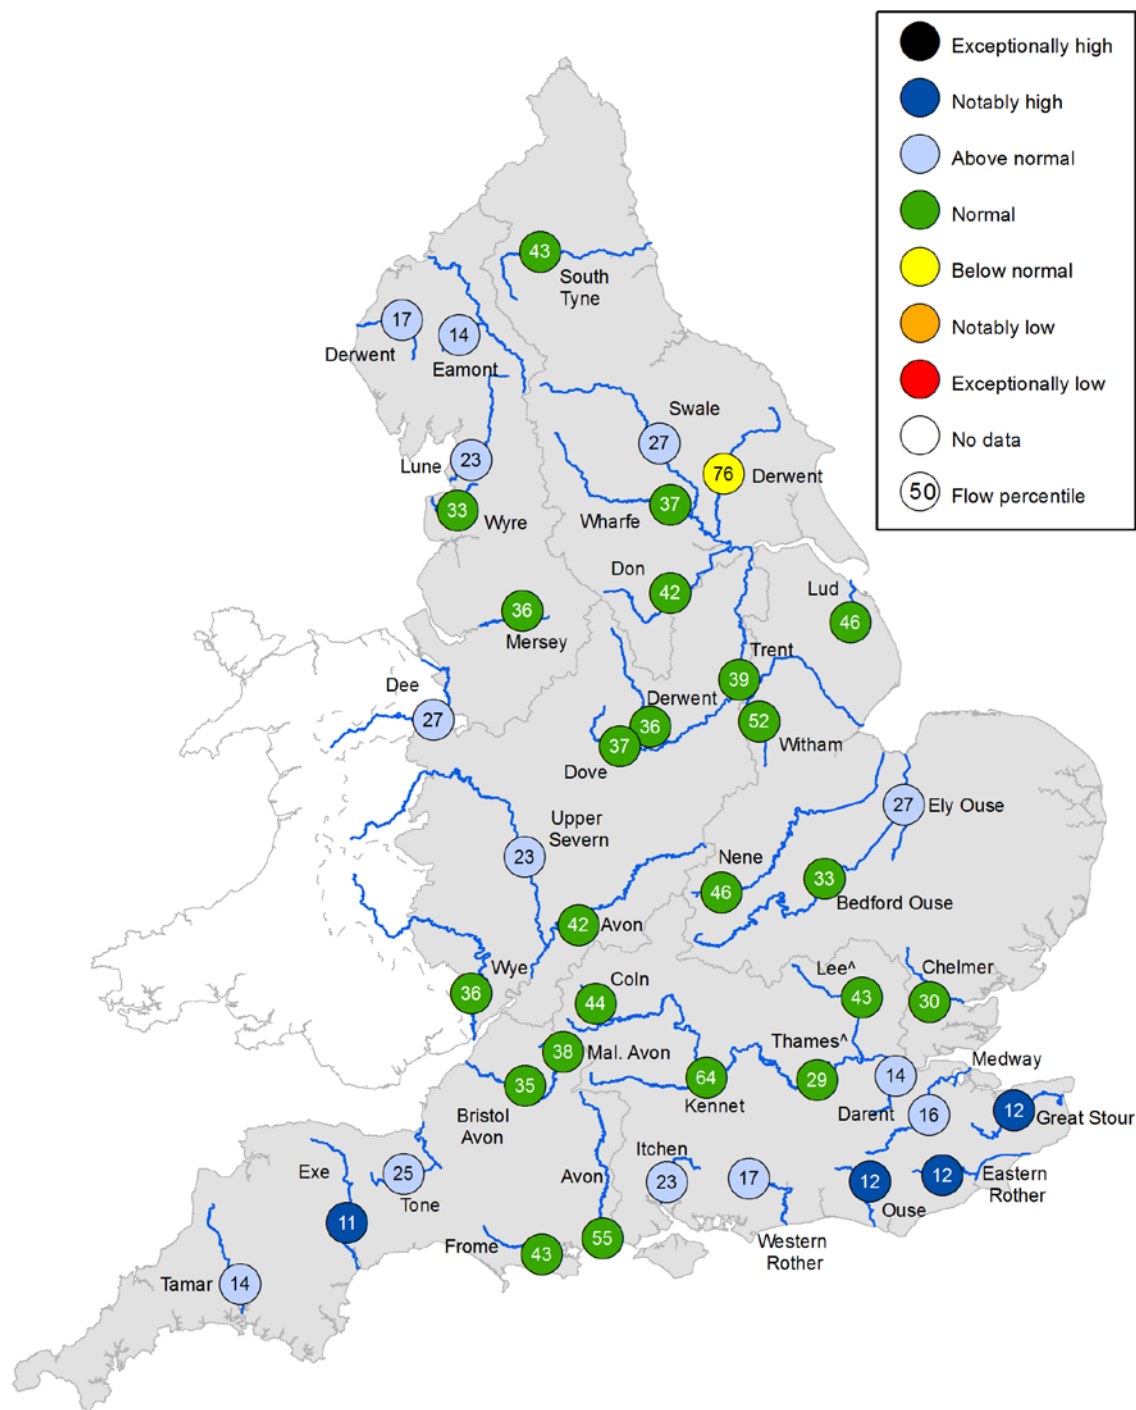 Exceptionally high
Notably high
Above normal
Normal
Below normal
Notably low
Exceptionally low
No data
50 Flow percentile
43
South
Tyne
17
Derwent
14
Eamont
Swale
27
23
Lune
76
Derwent
33
Wyre
37
Wharfe
Don
42
Lud
46
36
Mersey
Trent
39
Dee
27
Derwent
36
37
Dove
52
Witham
27
Ely Ouse
Upper
Severn
23
Nene
46
33
Bedford Ouse
42
Avon
Wye
36
Coln
44
Lee^
43
Chelmer
30
38
Mal. Avon
35
Bristol
Avon
64
Kennet
Thames^
29
14
Darent
Medway
16
12
Great Stour
Exe
11
25
Tone
Avon
55
Itchen
23
17
Western
Rother
12
Ouse
12
Eastern
Rother
Frome
43
Tamar
14